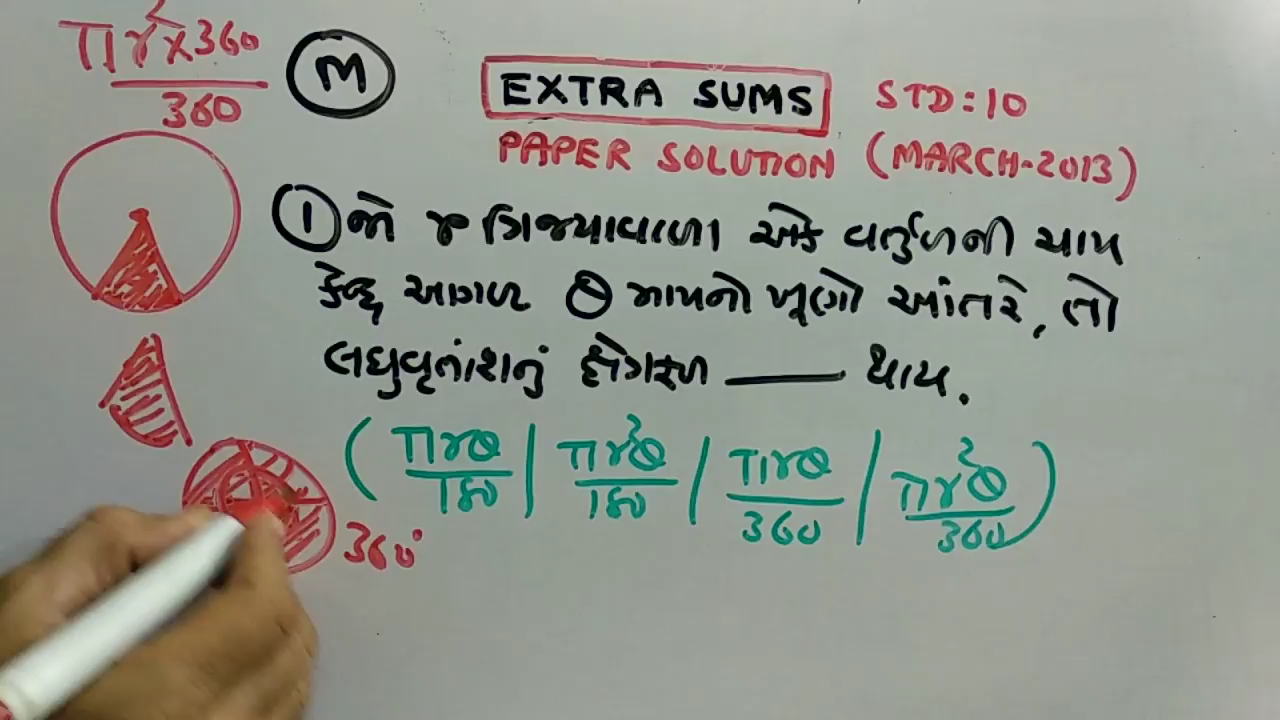 πr²×360
360
M
EXTRA SUMS
STD:10
PAPER SOLUTION (MARCH-2013)
① જો r ત્રિજ્યાવાળા એક વર્તુળની ચાપ
કેન્દ્ર આગળ θ માપનો ખૂણો આંતરે, તો
લઘુવૃતાંશનું ક્ષેત્રફળ ____ થાય.
(πrθ/180 | πr²θ/180 | πrθ/360 | πr²θ/360)
360°